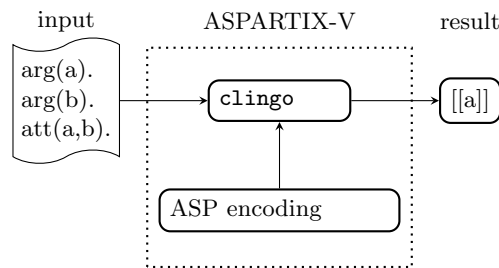 input
ASPARTIX-V
result
arg(a).
arg(b).
att(a,b).
clingo
[[a]]
ASP encoding